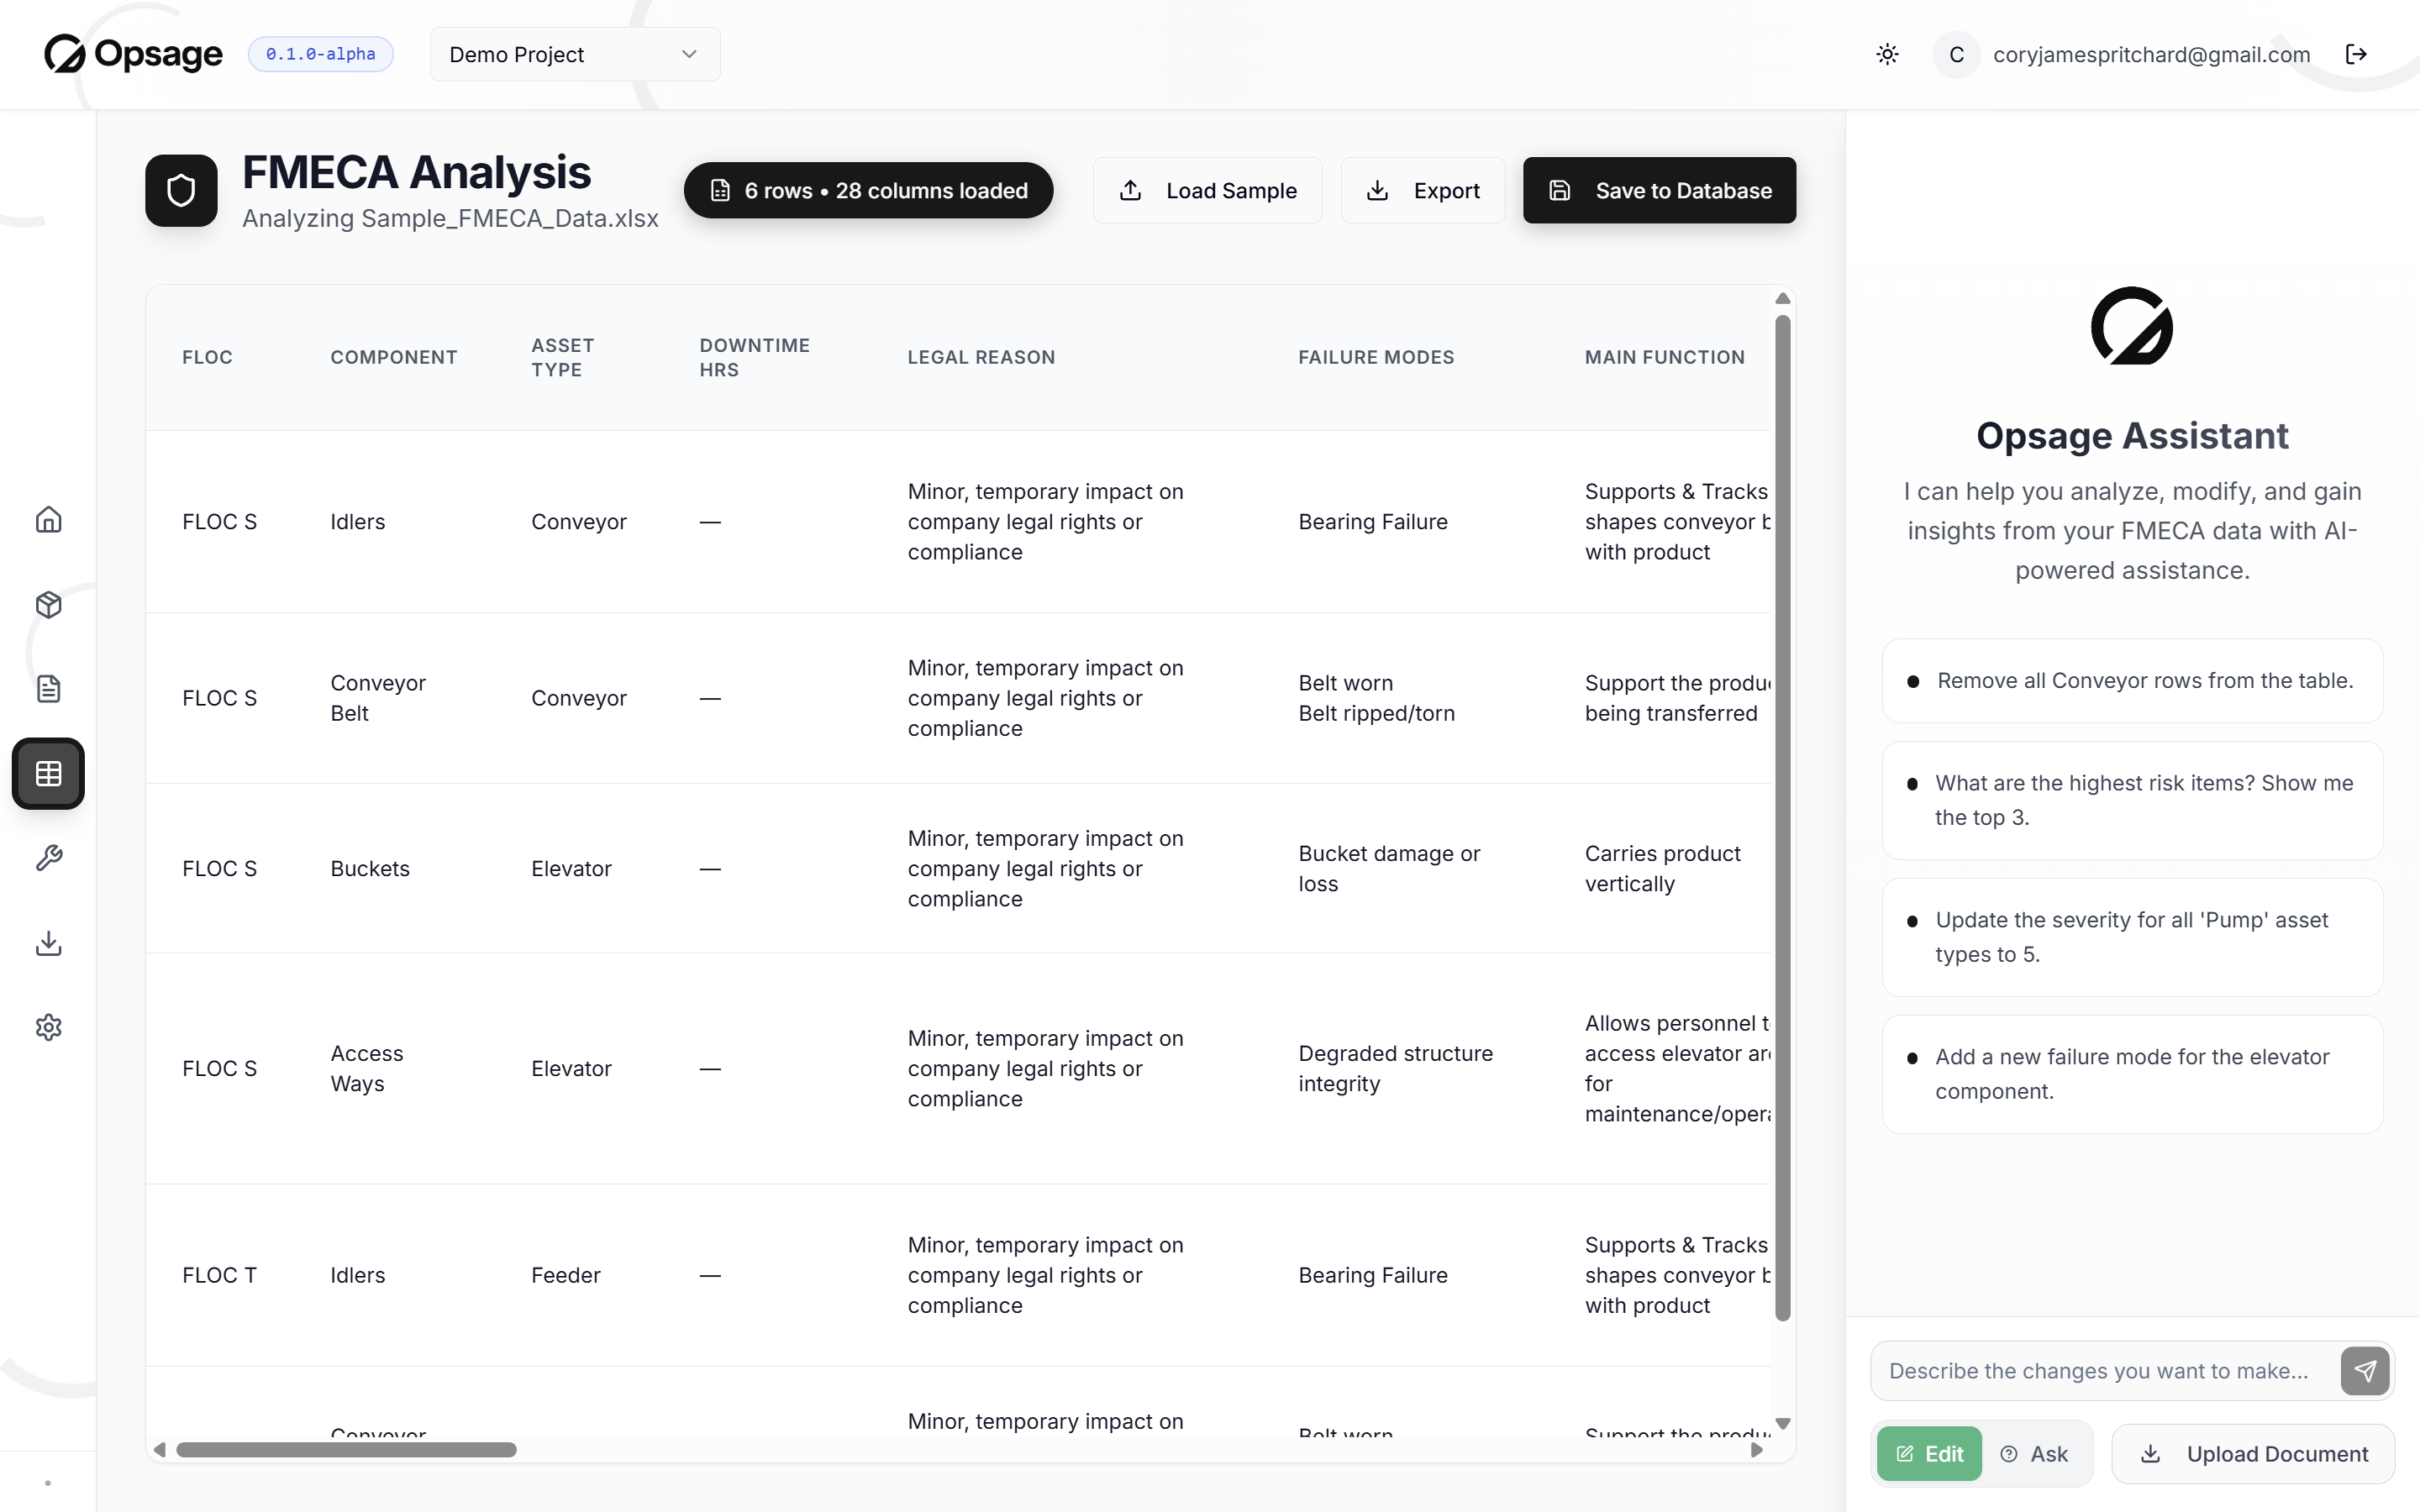 Opsage
0.1.0-alpha
Demo Project
C
coryjamespritchard@gmail.com
FMECA Analysis
Analyzing Sample_FMECA_Data.xlsx
6 rows • 28 columns loaded
Load Sample
Export
Save to Database
FLOC
COMPONENT
ASSET
TYPE
DOWNTIME
HRS
LEGAL REASON
FAILURE MODES
MAIN FUNCTION
FLOC S
Idlers
Conveyor
—
Minor, temporary impact on
company legal rights or
compliance
Bearing Failure
Supports & Tracks
shapes conveyor b
with product
FLOC S
Conveyor
Belt
Conveyor
—
Minor, temporary impact on
company legal rights or
compliance
Belt worn
Belt ripped/torn
Support the produ
being transferred
FLOC S
Buckets
Elevator
—
Minor, temporary impact on
company legal rights or
compliance
Bucket damage or
loss
Carries product
vertically
FLOC S
Access
Ways
Elevator
—
Minor, temporary impact on
company legal rights or
compliance
Degraded structure
integrity
Allows personnel t
access elevator ar
for
maintenance/oper
FLOC T
Idlers
Feeder
—
Minor, temporary impact on
company legal rights or
compliance
Bearing Failure
Supports & Tracks
shapes conveyor b
with product
Conveyor
Minor, temporary impact on
Belt worn
Support the produ
Opsage Assistant
I can help you analyze, modify, and gain
insights from your FMECA data with AI-
powered assistance.
Remove all Conveyor rows from the table.
What are the highest risk items? Show me
the top 3.
Update the severity for all 'Pump' asset
types to 5.
Add a new failure mode for the elevator
component.
Describe the changes you want to make...
Edit
Ask
Upload Document